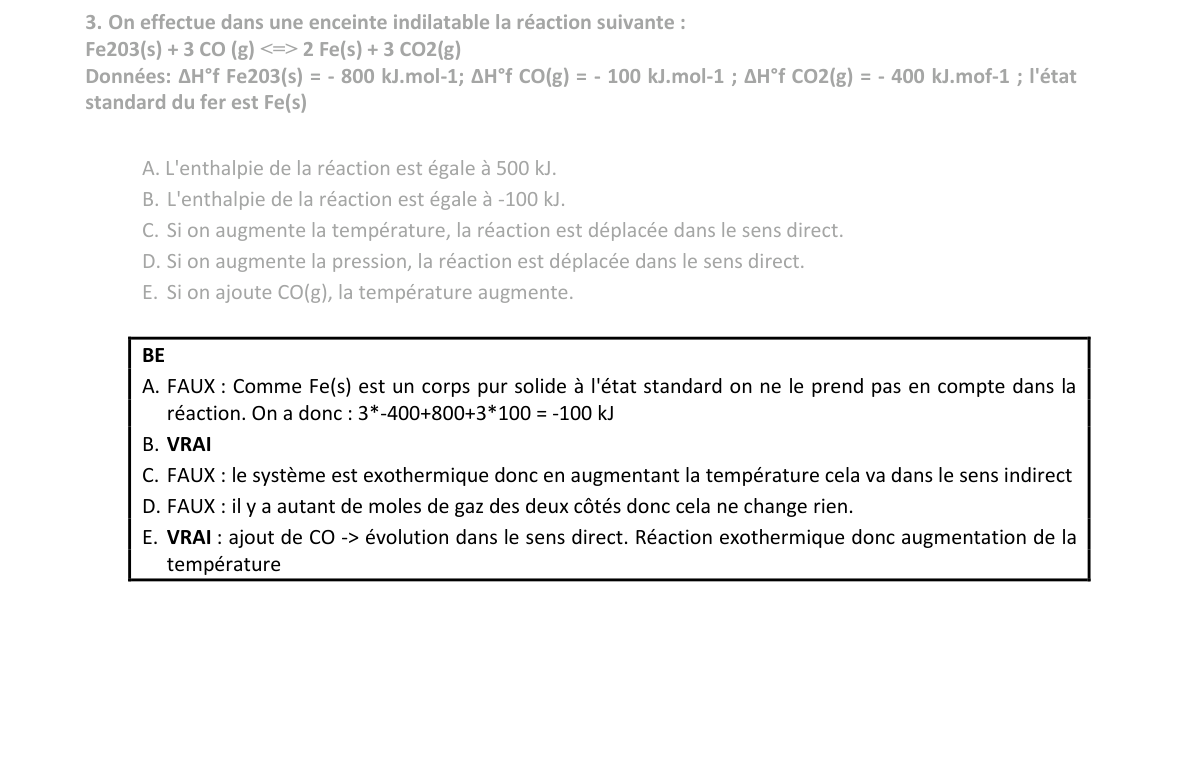 3. On effectue dans une enceinte indilatable la réaction suivante :
Fe203(s) + 3 CO (g) <=> 2 Fe(s) + 3 CO2(g)
Données: ΔH°f Fe203(s) = - 800 kJ.mol-1; ΔH°f CO(g) = - 100 kJ.mol-1 ; ΔH°f CO2(g) = - 400 kJ.mof-1 ; l'état
standard du fer est Fe(s)
A. L'enthalpie de la réaction est égale à 500 kJ.
B. L'enthalpie de la réaction est égale à -100 kJ.
C. Si on augmente la température, la réaction est déplacée dans le sens direct.
D. Si on augmente la pression, la réaction est déplacée dans le sens direct.
E. Si on ajoute CO(g), la température augmente.
BE
A. FAUX : Comme Fe(s) est un corps pur solide à l'état standard on ne le prend pas en compte dans la
réaction. On a donc : 3*-400+800+3*100 = -100 kJ
B. VRAI
C. FAUX : le système est exothermique donc en augmentant la température cela va dans le sens indirect
D. FAUX : il y a autant de moles de gaz des deux côtés donc cela ne change rien.
E. VRAI : ajout de CO -> évolution dans le sens direct. Réaction exothermique donc augmentation de la
température